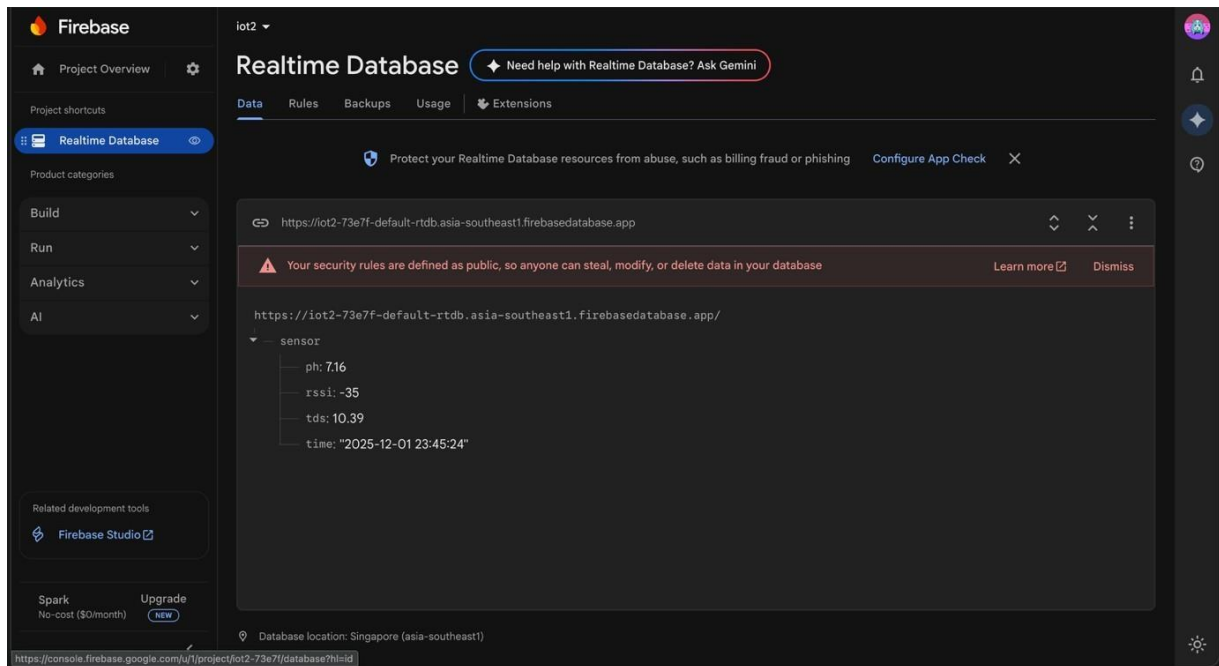 Firebase
Project Overview
Project shortcuts
Realtime Database
Product categories
Build
Run
Analytics
AI
Related development tools
Firebase Studio
Spark
No-cost ($0/month)
Upgrade
NEW
https://console.firebase.google.com/u/1/project/iot2-73e7f/database?hl=id
iot2
Realtime Database
Need help with Realtime Database? Ask Gemini
Data Rules Backups Usage Extensions
Protect your Realtime Database resources from abuse, such as billing fraud or phishing Configure App Check
https://iot2-73e7f-default-rtdb.asia-southeast1.firebasedatabase.app
Your security rules are defined as public, so anyone can steal, modify, or delete data in your database Learn more Dismiss
https://iot2-73e7f-default-rtdb.asia-southeast1.firebasedatabase.app/
sensor
ph: 7.16
rssi: -35
tds: 10.39
time: "2025-12-01 23:45:24"
Database location: Singapore (asia-southeast1)